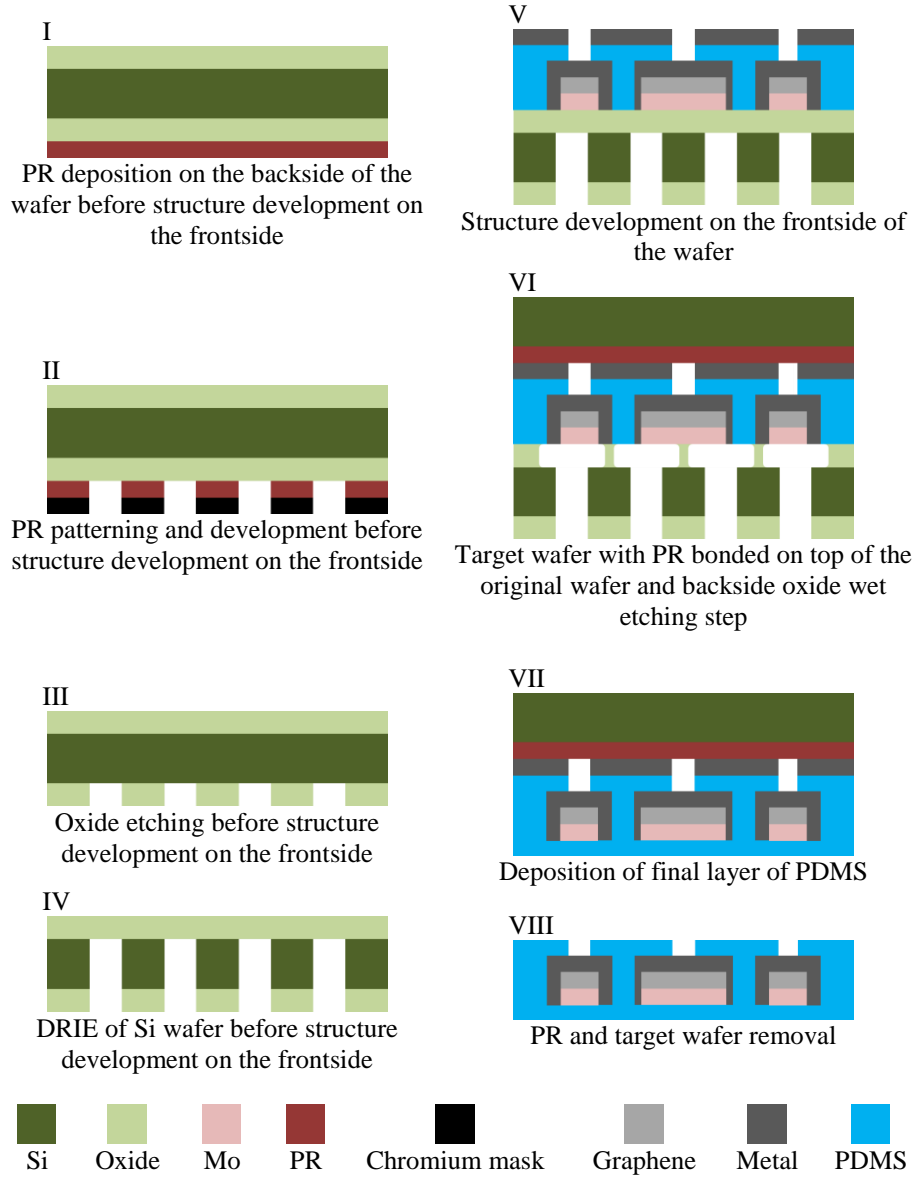 I
PR deposition on the backside of the
wafer before structure development on
the frontside
II
PR patterning and development before
structure development on the frontside
III
Oxide etching before structure
development on the frontside
IV
DRIE of Si wafer before structure
development on the frontside
V
Structure development on the frontside of
the wafer
VI
Target wafer with PR bonded on top of the
original wafer and backside oxide wet
etching step
VII
Deposition of final layer of PDMS
VIII
PR and target wafer removal
Si Oxide Mo PR Chromium mask Graphene Metal PDMS